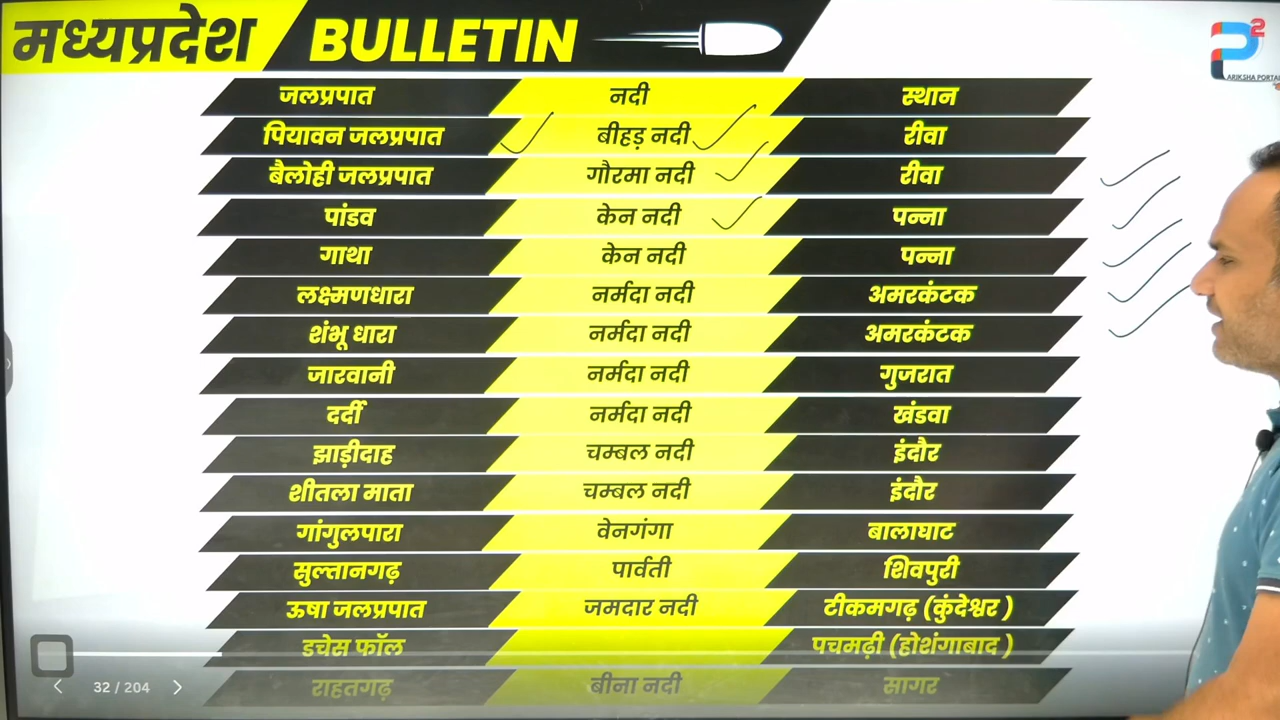 मध्यप्रदेश BULLETIN
P2
ARIKSHA PORTAL
जलप्रपात नदी स्थान
पियावन जलप्रपात बीहड़ नदी रीवा
बैलोही जलप्रपात गौरमा नदी रीवा
पांडव केन नदी पन्ना
गाथा केन नदी पन्ना
लक्ष्मणधारा नर्मदा नदी अमरकंटक
शंभू धारा नर्मदा नदी अमरकंटक
जारवानी नर्मदा नदी गुजरात
दर्दी नर्मदा नदी खंडवा
झाड़ीदाह चम्बल नदी इंदौर
शीतला माता चम्बल नदी इंदौर
गांगुलपारा वेनगंगा बालाघाट
सुल्तानगढ़ पार्वती शिवपुरी
ऊषा जलप्रपात जमदार नदी टीकमगढ़ (कुंदेश्वर )
डचेस फॉल पचमढ़ी (होशंगाबाद )
राहतगढ़ बीना नदी सागर
32 / 204